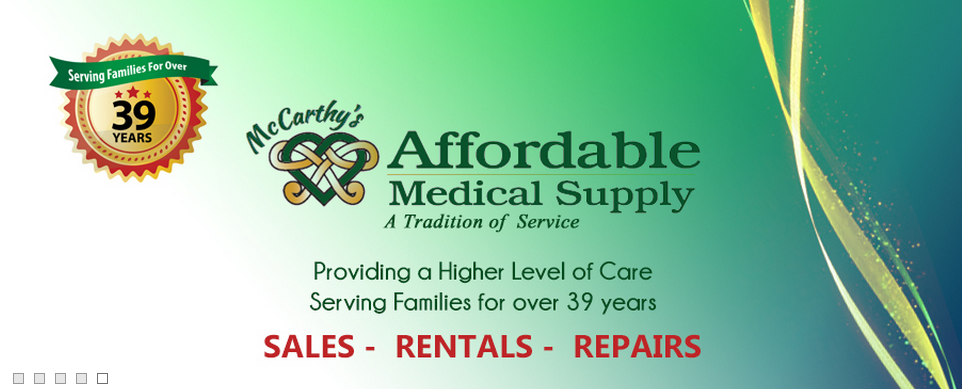 Serving Families For Over
39
YEARS
McCarthy's
Affordable
Medical Supply
A Tradition of Service
Providing a Higher Level of Care
Serving Families for over 39 years
SALES - RENTALS - REPAIRS